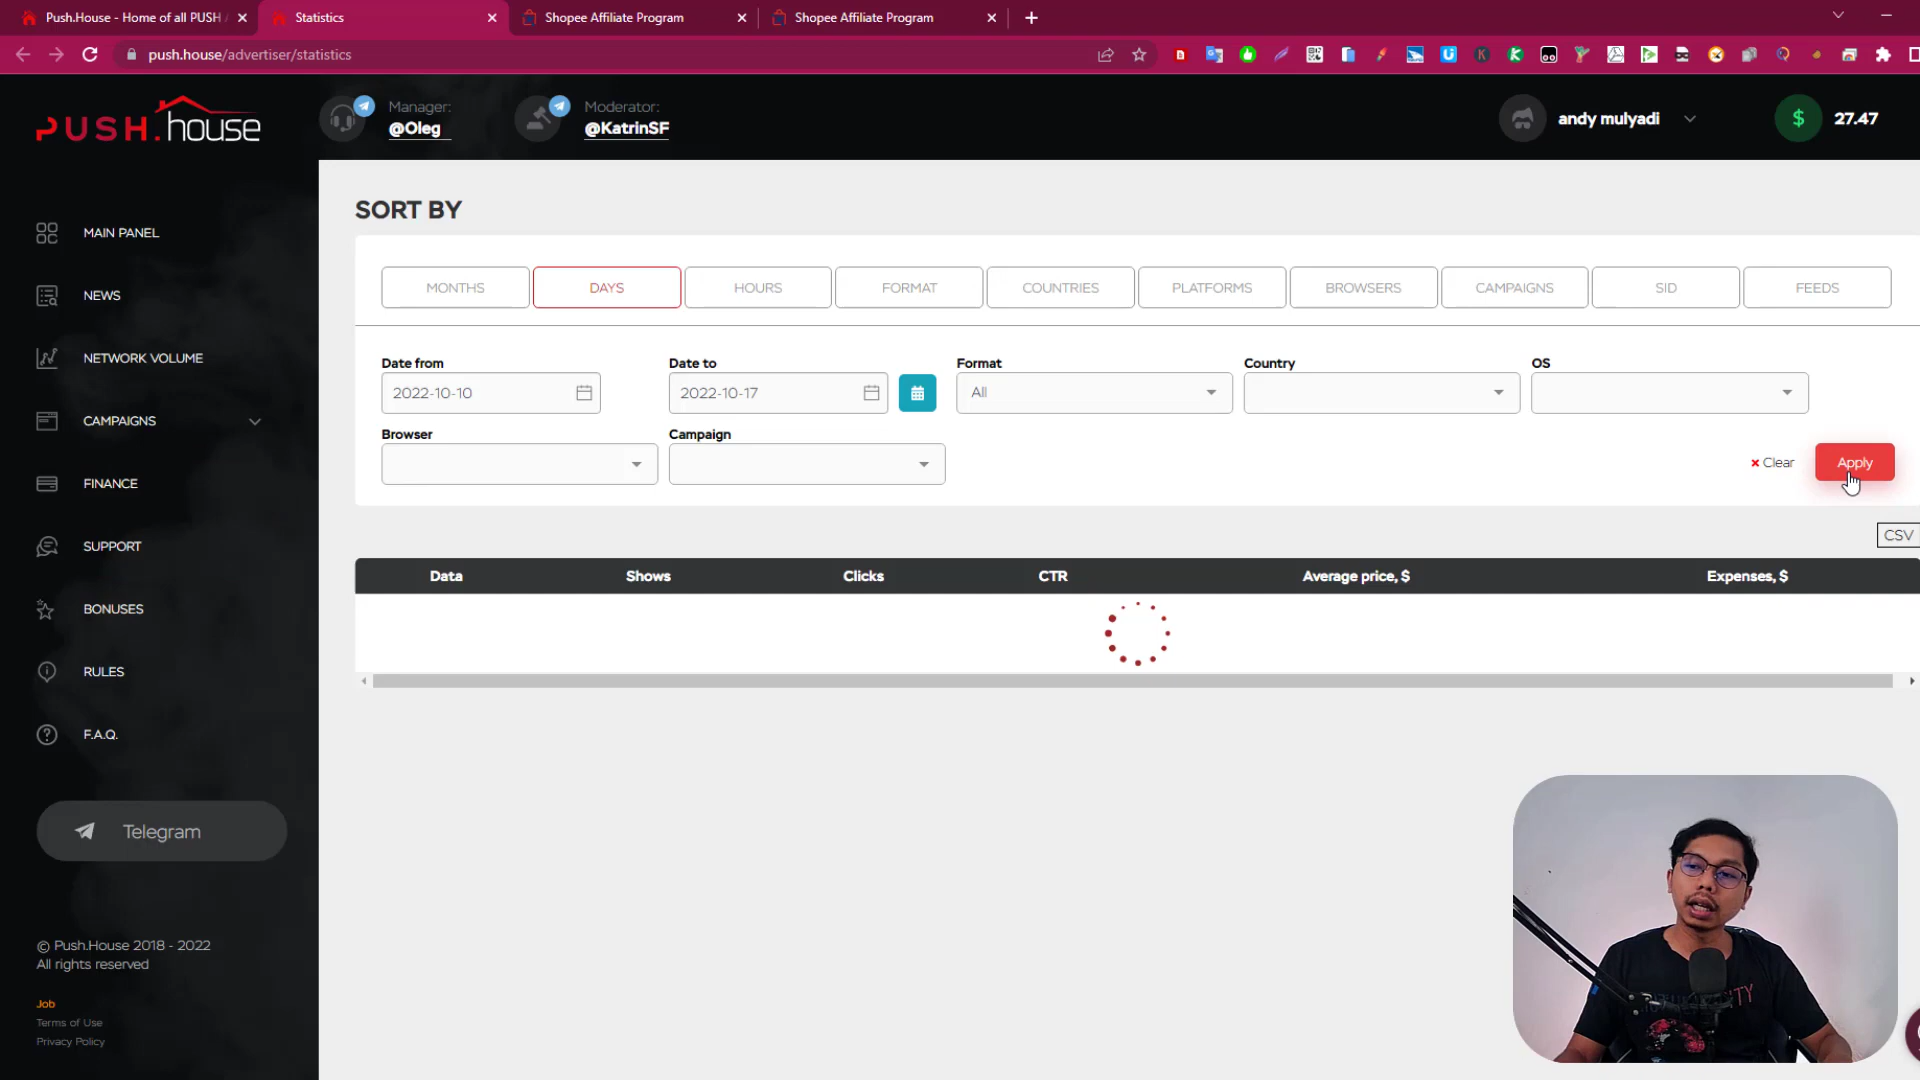 Push.House - Home of all PUSH
Statistics
Shopee Affiliate Program
Shopee Affiliate Program
push.house/advertiser/statistics
PUSH.house
Manager:
@Oleg
Moderator:
@KatrinSF
andy mulyadi
$ 27.47
MAIN PANEL
NEWS
NETWORK VOLUME
CAMPAIGNS
FINANCE
SUPPORT
BONUSES
RULES
F.A.Q.
Telegram
© Push.House 2018 - 2022
All rights reserved
Job
Terms of Use
Privacy Policy
SORT BY
MONTHS DAYS HOURS FORMAT COUNTRIES PLATFORMS BROWSERS CAMPAIGNS SID FEEDS
Date from Date to Format Country OS
2022-10-10 2022-10-17 All
Browser Campaign
× Clear Apply
CSV
Data Shows Clicks CTR Average price, $ Expenses, $